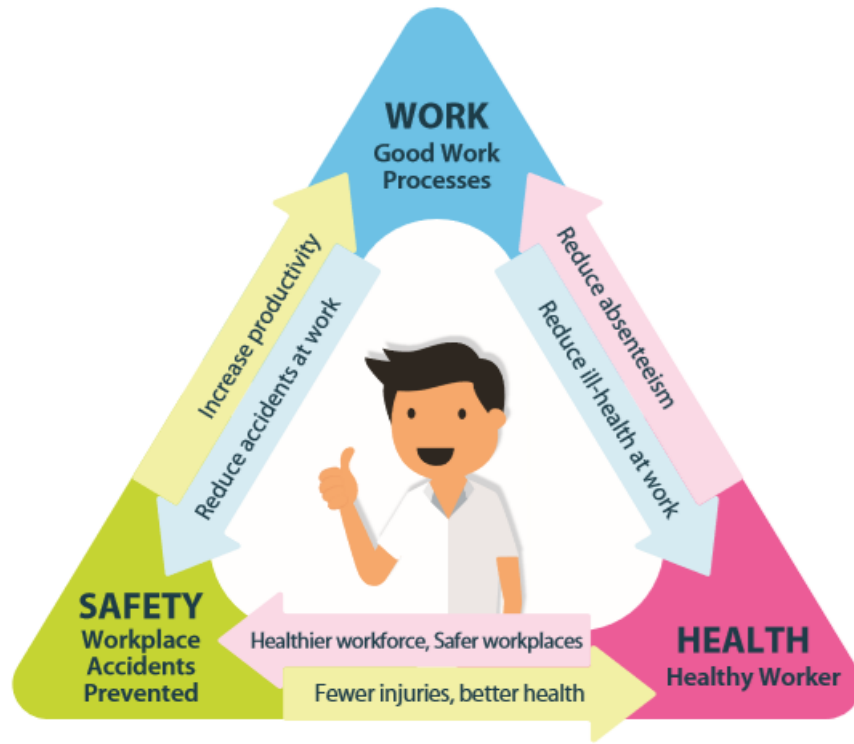 WORK
Good Work
Processes
Increase productivity
Reduce accidents at work
Reduce absenteeism
Reduce ill-health at work
SAFETY
Workplace
Accidents
Prevented
Healthier workforce, Safer workplaces
Fewer injuries, better health
HEALTH
Healthy Worker